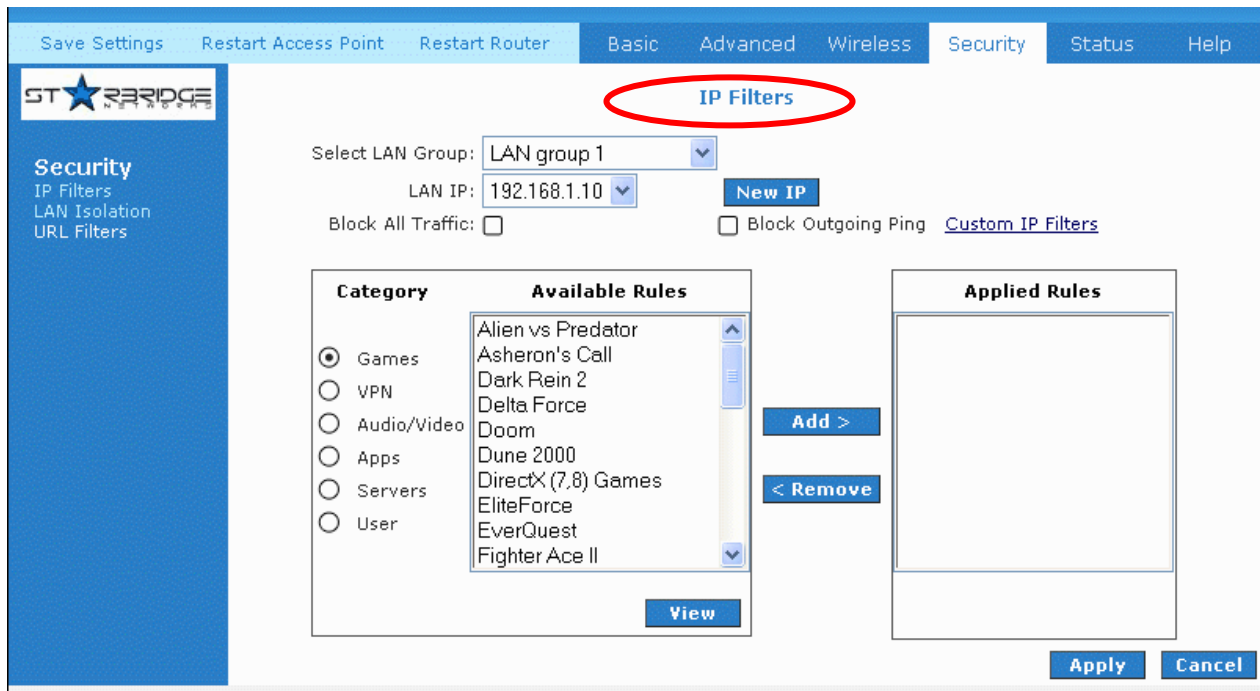 Save Settings Restart Access Point Restart Router Basic Advanced Wireless Security Status Help
STARBRIDGE
NETWORKS
Security
IP Filters
LAN Isolation
URL Filters
IP Filters
Select LAN Group: LAN group 1
LAN IP: 192.168.1.10 New IP
Block All Traffic: Block Outgoing Ping Custom IP Filters
Category Available Rules
Games
VPN
Audio/Video
Apps
Servers
User
Alien vs Predator
Asheron's Call
Dark Rein 2
Delta Force
Doom
Dune 2000
DirectX (7,8) Games
EliteForce
EverQuest
Fighter Ace II
View
Add >
< Remove
Applied Rules
Apply Cancel